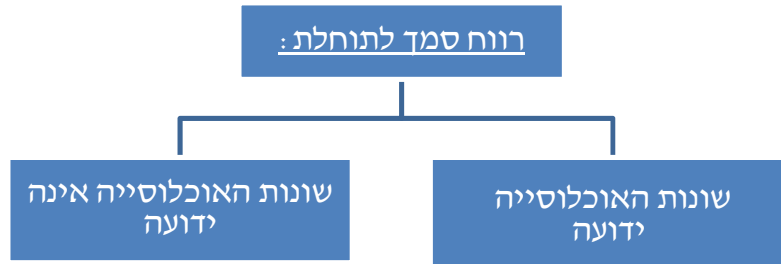 רווח סמך לתוחלת :
שונות האוכלוסייה
ידועה
שונות האוכלוסייה אינה
ידועה